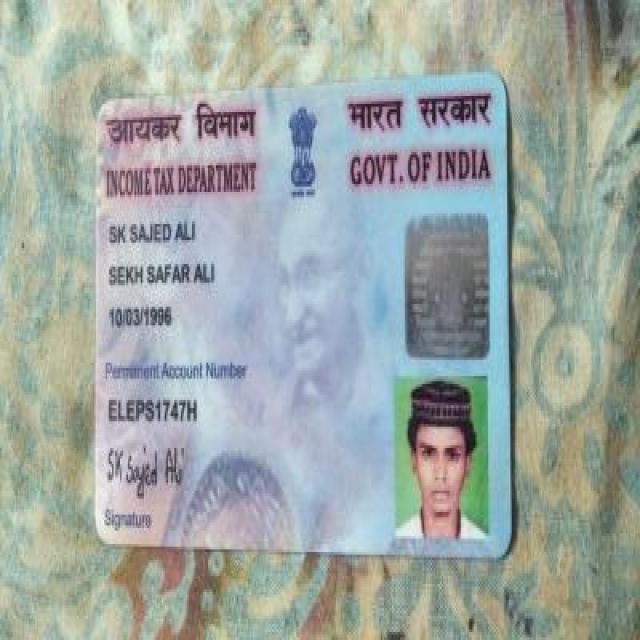 आयकर विभाग
INCOME TAX DEPARTMENT
भारत सरकार
GOVT. OF INDIA
SK SAJED ALI
SEKH SAFAR ALI
10/03/1996
Permanent Account Number
ELEPS1747H
SK Sajed Ali
Signature